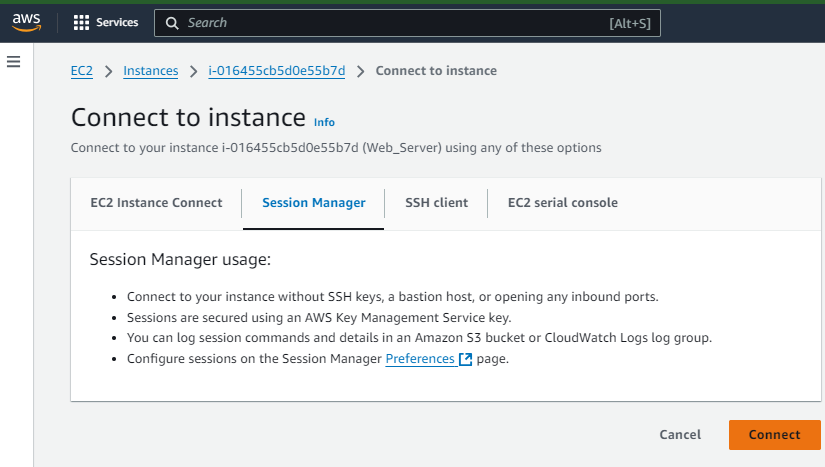 aws Services Search [Alt+S]
EC2 Instances i-016455cb5d0e55b7d Connect to instance
Connect to instance Info
Connect to your instance i-016455cb5d0e55b7d (Web_Server) using any of these options
EC2 Instance Connect Session Manager SSH client EC2 serial console
Session Manager usage:
• Connect to your instance without SSH keys, a bastion host, or opening any inbound ports.
• Sessions are secured using an AWS Key Management Service key.
• You can log session commands and details in an Amazon S3 bucket or CloudWatch Logs log group.
• Configure sessions on the Session Manager Preferences page.
Cancel Connect